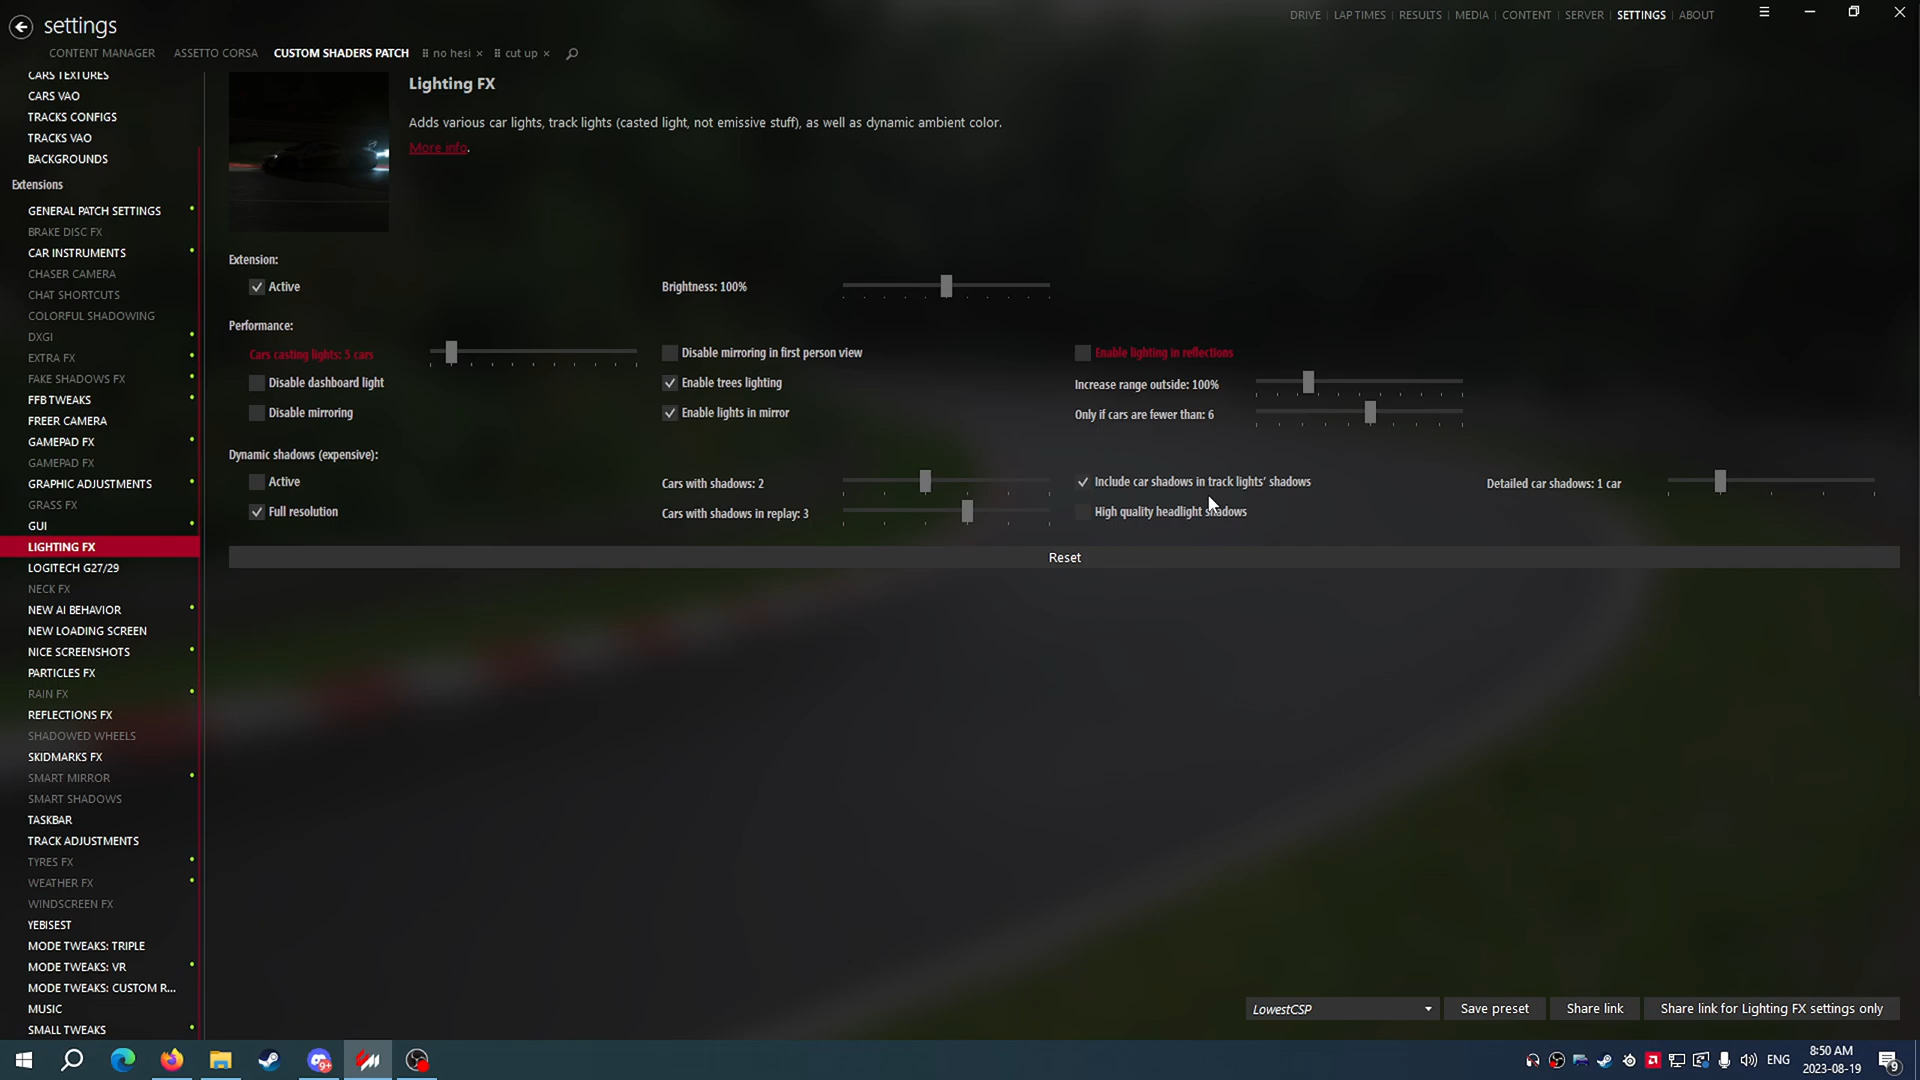 settings
DRIVE | LAP TIMES | RESULTS | MEDIA | CONTENT | SERVER | SETTINGS | ABOUT
CONTENT MANAGER ASSETTO CORSA CUSTOM SHADERS PATCH no hesi × cut up ×
CARS TEXTURES
CARS VAO
TRACKS CONFIGS
TRACKS VAO
BACKGROUNDS
Extensions
GENERAL PATCH SETTINGS
BRAKE DISC FX
CAR INSTRUMENTS
CHASER CAMERA
CHAT SHORTCUTS
COLORFUL SHADOWING
DXGI
EXTRA FX
FAKE SHADOWS FX
FFB TWEAKS
FREER CAMERA
GAMEPAD FX
GAMEPAD FX
GRAPHIC ADJUSTMENTS
GRASS FX
GUI
LIGHTING FX
LOGITECH G27/29
NECK FX
NEW AI BEHAVIOR
NEW LOADING SCREEN
NICE SCREENSHOTS
PARTICLES FX
RAIN FX
REFLECTIONS FX
SHADOWED WHEELS
SKIDMARKS FX
SMART MIRROR
SMART SHADOWS
TASKBAR
TRACK ADJUSTMENTS
TYRES FX
WEATHER FX
WINDSCREEN FX
YEBISEST
MODE TWEAKS: TRIPLE
MODE TWEAKS: VR
MODE TWEAKS: CUSTOM R...
MUSIC
SMALL TWEAKS
Lighting FX
Adds various car lights, track lights (casted light, not emissive stuff), as well as dynamic ambient color.
More info.
Extension:
Active Brightness: 100%
Performance:
Cars casting lights: 5 cars Disable mirroring in first person view Enable lighting in reflections
Disable dashboard light Enable trees lighting Increase range outside: 100%
Disable mirroring Enable lights in mirror Only if cars are fewer than: 6
Dynamic shadows (expensive):
Active Cars with shadows: 2 Include car shadows in track lights’ shadows Detailed car shadows: 1 car
Full resolution Cars with shadows in replay: 3 High quality headlight shadows
Reset
LowestCSP Save preset Share link Share link for Lighting FX settings only
9+ ENG 8:50 AM
2023-08-19 9